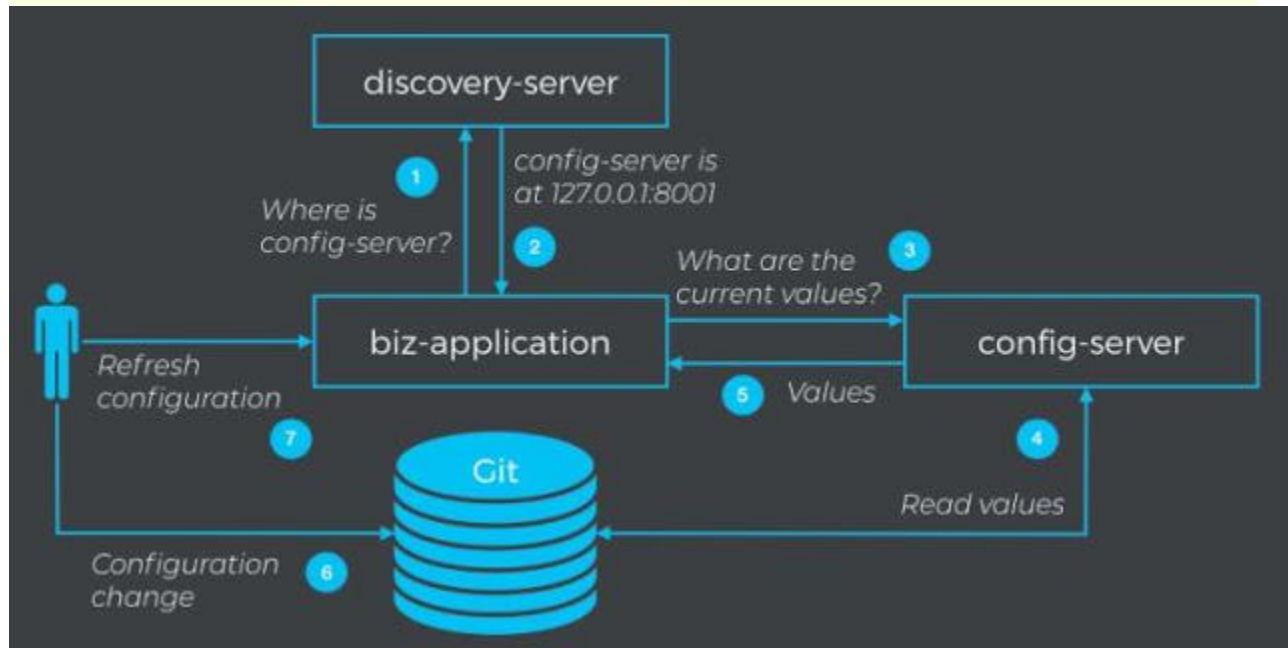 discovery-server
1
config-server is
at 127.0.0.1:8001
Where is
config-server?
2
What are the
current values?
3
biz-application
config-server
Refresh
configuration
5
Values
4
7
Git
Read values
Configuration
change
6